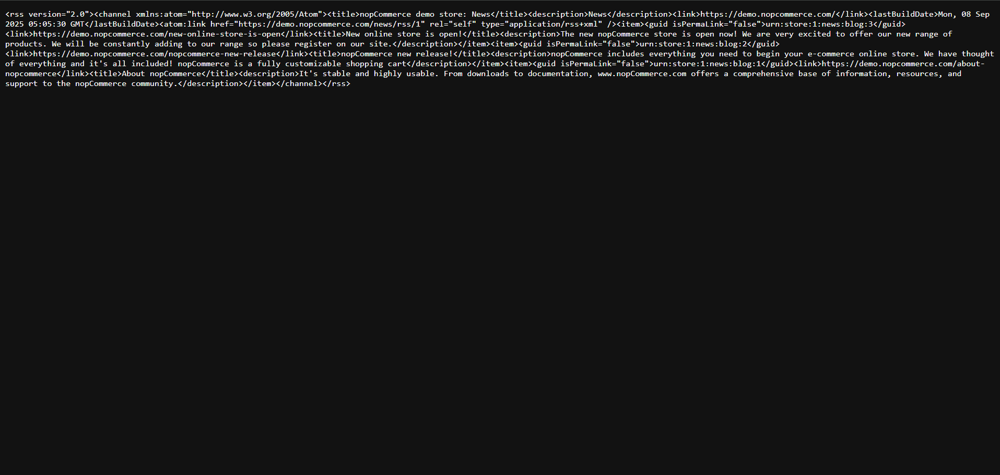 <rss version="2.0"><channel xmlns:atom="http://www.w3.org/2005/Atom"><title>nopCommerce demo store: News</title><description>News</description><link>https://demo.nopcommerce.com/</link><lastBuildDate>Mon, 08 Sep
2025 05:05:30 GMT</lastBuildDate><atom:link href="https://demo.nopcommerce.com/news/rss/1" rel="self" type="application/rss+xml" /><item><guid isPermaLink="false">urn:store:1:news:blog:3</guid>
<link>https://demo.nopcommerce.com/new-online-store-is-open</link><title>New online store is open!</title><description>The new nopCommerce store is open now! We are very excited to offer our new range of
products. We will be constantly adding to our range so please register on our site.</description></item><item><guid isPermaLink="false">urn:store:1:news:blog:2</guid>
<link>https://demo.nopcommerce.com/nopcommerce-new-release</link><title>nopCommerce new release!</title><description>nopCommerce includes everything you need to begin your e-commerce online store. We have thought
of everything and it's all included! nopCommerce is a fully customizable shopping cart</description></item><item><guid isPermaLink="false">urn:store:1:news:blog:1</guid><link>https://demo.nopcommerce.com/about-
nopcommerce</link><title>About nopCommerce</title><description>It's stable and highly usable. From downloads to documentation, www.nopCommerce.com offers a comprehensive base of information, resources, and
support to the nopCommerce community.</description></item></channel></rss>